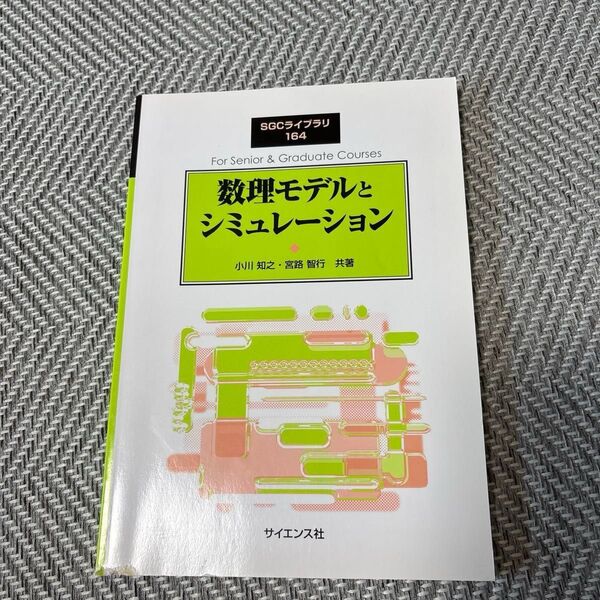 SGCライブラリ
164
For Senior & Graduate Courses
数理モデルと
シミュレーション
小川 知之・宮路 智行 共著
サイエンス社